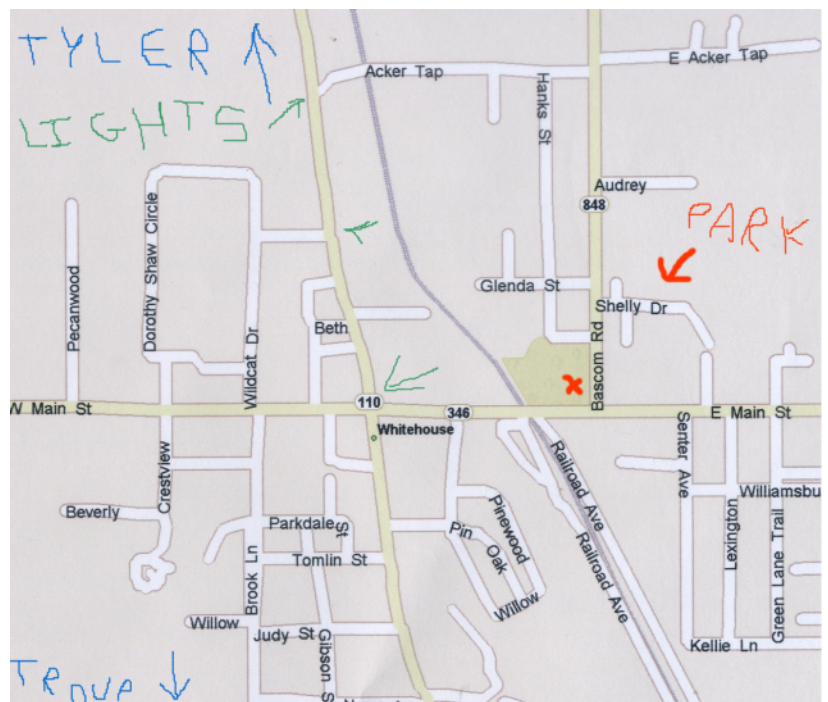 TYLER
LIGHTS
PARK
TROUP
Acker Tap
E Acker Tap
Hanks St
Audrey
848
Glenda St
Shelly Dr
Bascom Rd
Pecanwood
Dorothy Shaw Circle
Wildcat Dr
Beth
W Main St
110
346
E Main St
Whitehouse
x
Crestview
Beverly
Parkdale St
Tomlin St
Brook Ln
Willow
Judy St
Gibson S
Pin Oak
Pinewood
Willow
Railroad Ave
Railroad Ave
Senter Ave
Williamsbu
Lexington
Green Lane Trail
Kellie Ln